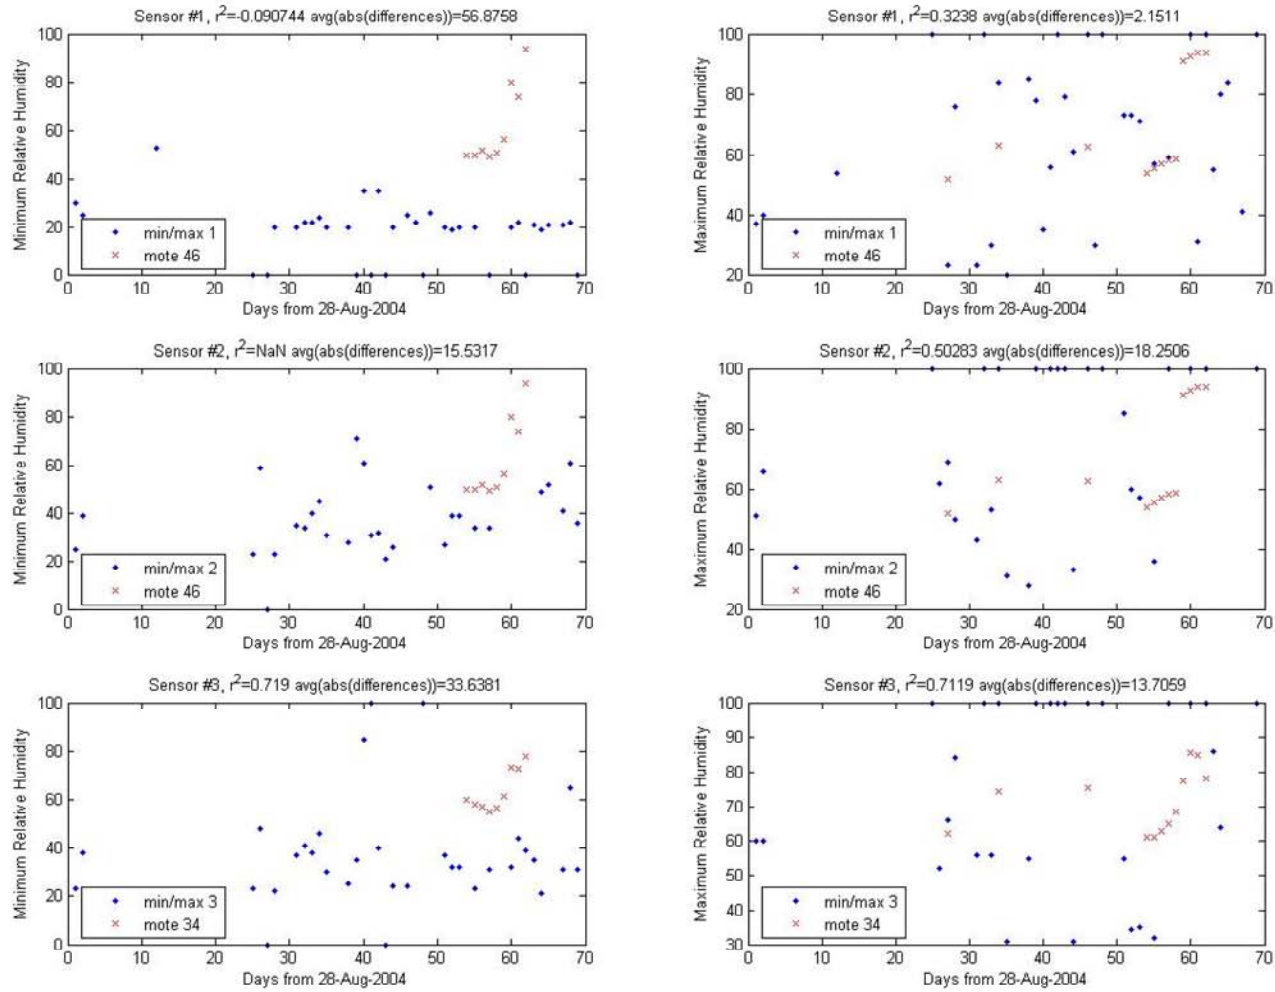 Sensor #1, r²=-0.090744 avg(abs(differences))=56.8758
Minimum Relative Humidity
100
80
60
40
20
0
min/max 1
mote 46
0 10 20 30 40 50 60 70
Days from 28-Aug-2004
Sensor #1, r²=0.3238 avg(abs(differences))=2.1511
Maximum Relative Humidity
100
80
60
40
20
min/max 1
mote 46
0 10 20 30 40 50 60 70
Days from 28-Aug-2004
Sensor #2, r²=NaN avg(abs(differences))=15.5317
Minimum Relative Humidity
100
80
60
40
20
0
min/max 2
mote 46
0 10 20 30 40 50 60 70
Days from 28-Aug-2004
Sensor #2, r²=0.50283 avg(abs(differences))=18.2506
Maximum Relative Humidity
100
80
60
40
20
min/max 2
mote 46
0 10 20 30 40 50 60 70
Days from 28-Aug-2004
Sensor #3, r²=0.719 avg(abs(differences))=33.6381
Minimum Relative Humidity
100
80
60
40
20
0
min/max 3
mote 34
0 10 20 30 40 50 60 70
Days from 28-Aug-2004
Sensor #3, r²=0.7119 avg(abs(differences))=13.7059
Maximum Relative Humidity
100
90
80
70
60
50
40
30
min/max 3
mote 34
0 10 20 30 40 50 60 70
Days from 28-Aug-2004